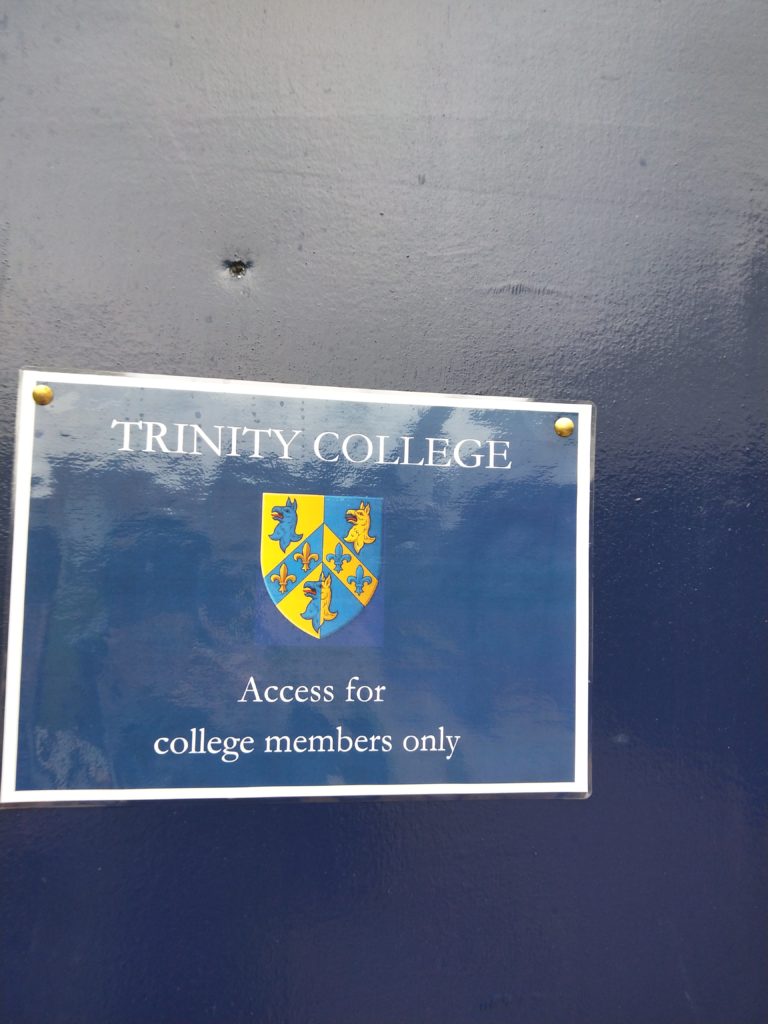 TRINITY COLLEGE
Access for
college members only